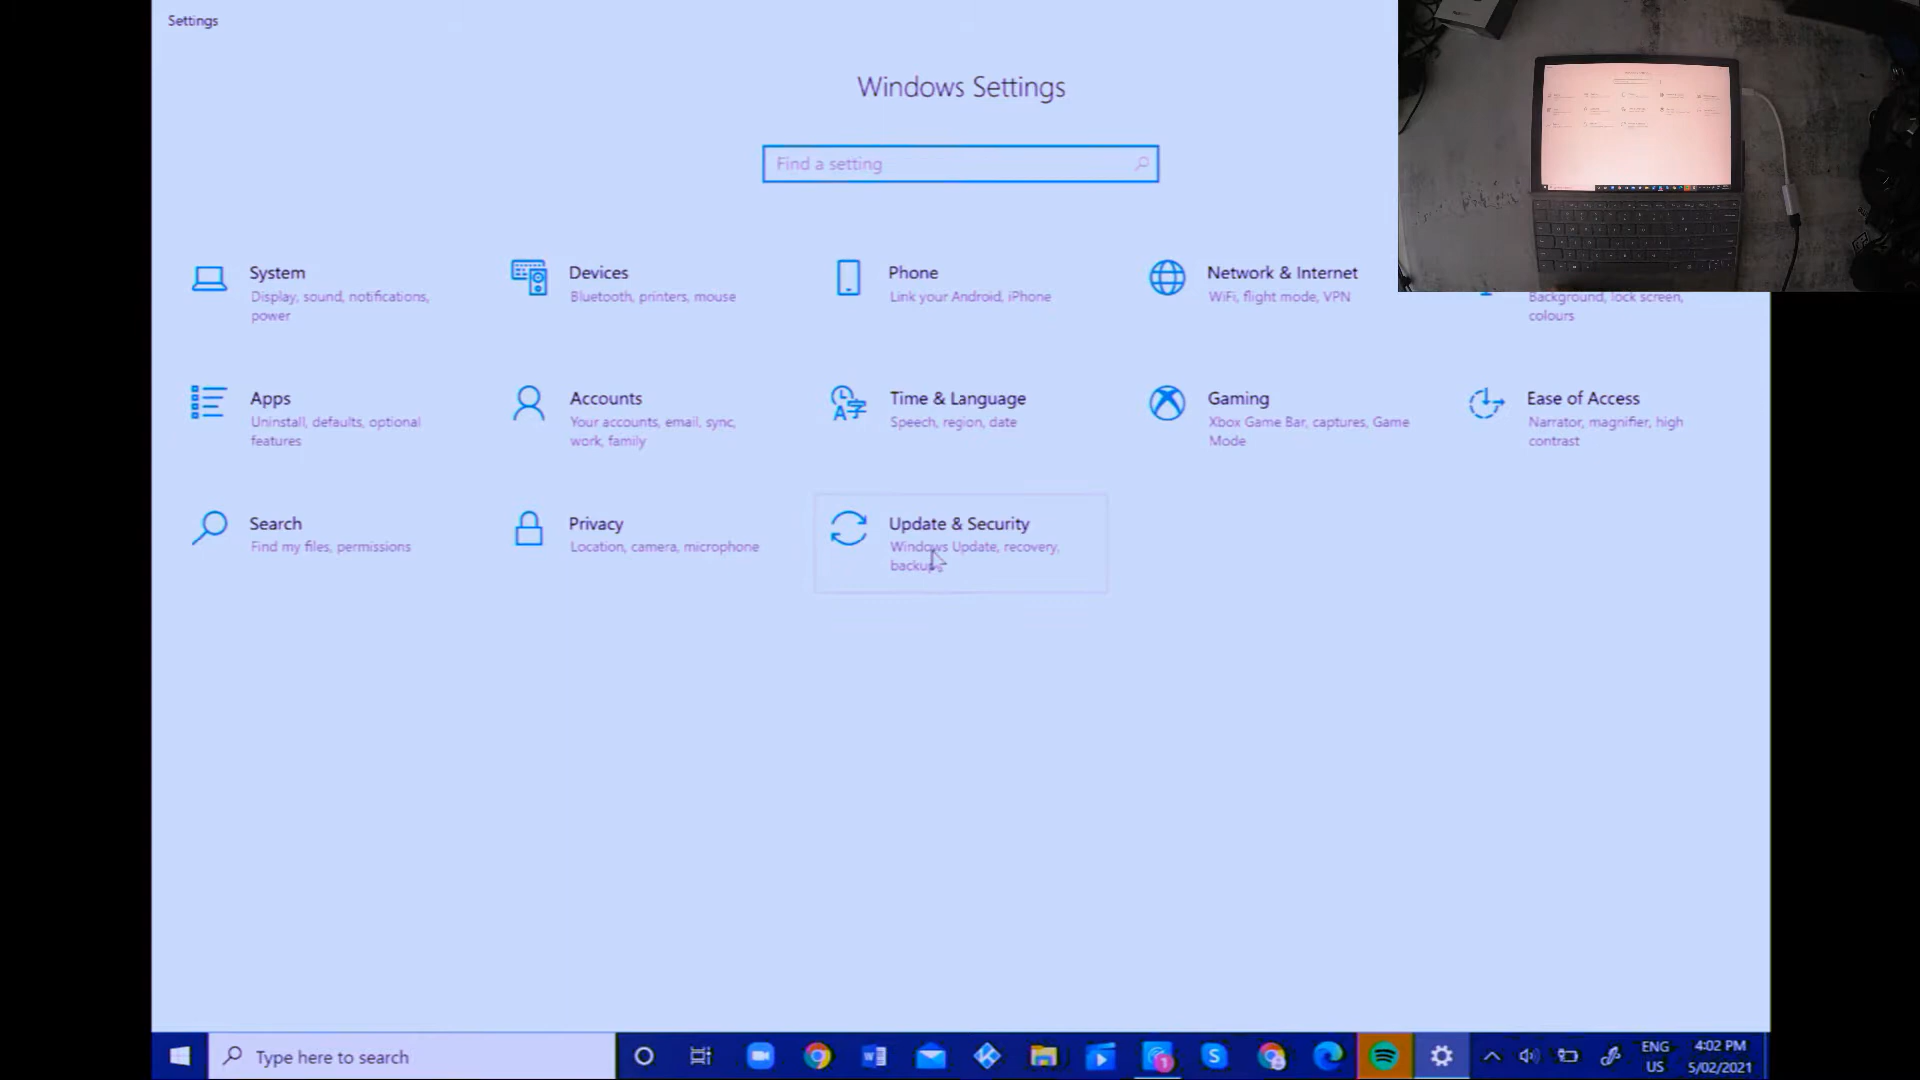 Settings
Windows Settings
Find a setting
System
Display, sound, notifications,
power
Devices
Bluetooth, printers, mouse
Phone
Link your Android, iPhone
Network & Internet
WiFi, flight mode, VPN
Background, lock screen,
colours
Apps
Uninstall, defaults, optional
features
Accounts
Your accounts, email, sync,
work, family
Time & Language
Speech, region, date
Gaming
Xbox Game Bar, captures, Game
Mode
Ease of Access
Narrator, magnifier, high
contrast
Search
Find my files, permissions
Privacy
Location, camera, microphone
Update & Security
Windows Update, recovery,
backup
Type here to search
ENG
US
4:02 PM
5/02/2021